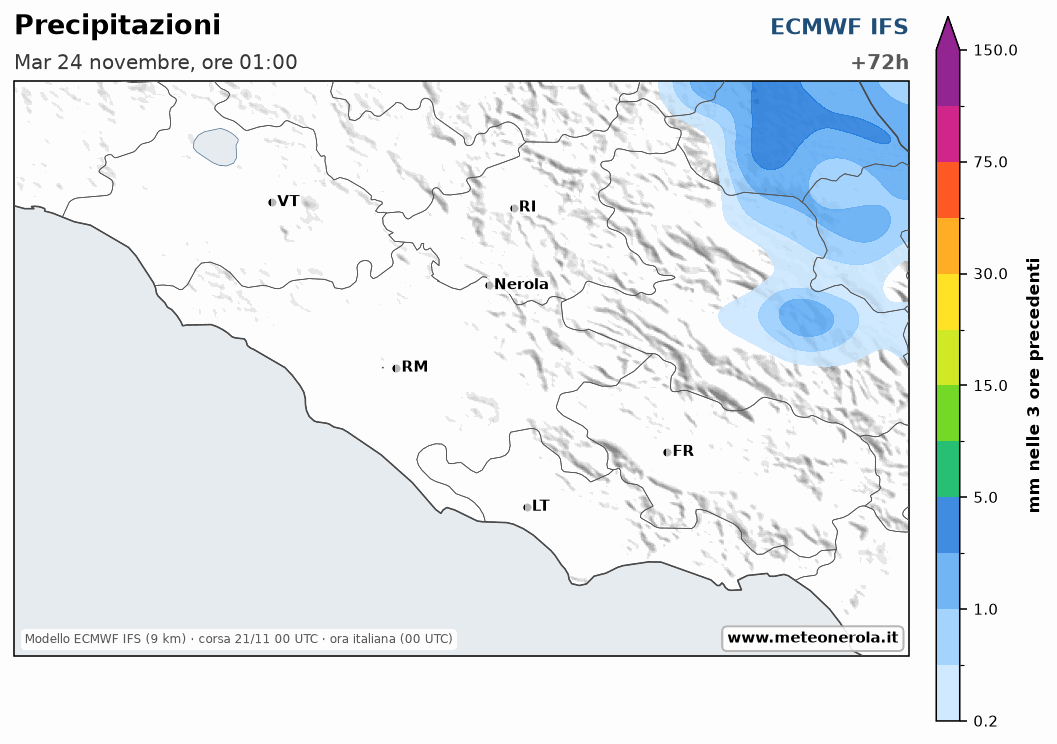 Precipitazioni
ECMWF IFS
Mar 24 novembre, ore 01:00
+72h
150.0
75.0
30.0
15.0
5.0
1.0
0.2
mm nelle 3 ore precedenti
VT
RI
Nerola
RM
FR
LT
Modello ECMWF IFS (9 km) · corsa 21/11 00 UTC · ora italiana (00 UTC)
www.meteonerola.it